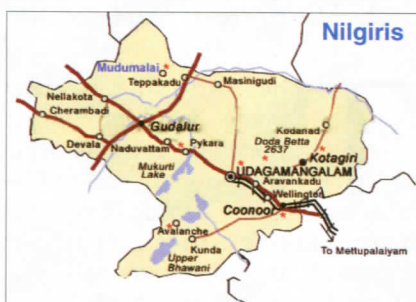 Nilgiris
Mudumalai
Teppakadu
Masinigudi
Nellakota
Cherambadi
Gudalur
Kodanad
Doda Betta
2637
Devala
Naduvattam
Pykara
Kotagiri
Mukurti
Lake
UDAGAMANGALAM
Aravankadu
Wellington
Coonoor
Avalanche
Kunda
To Mettupalaiyam
Upper
Bhawani